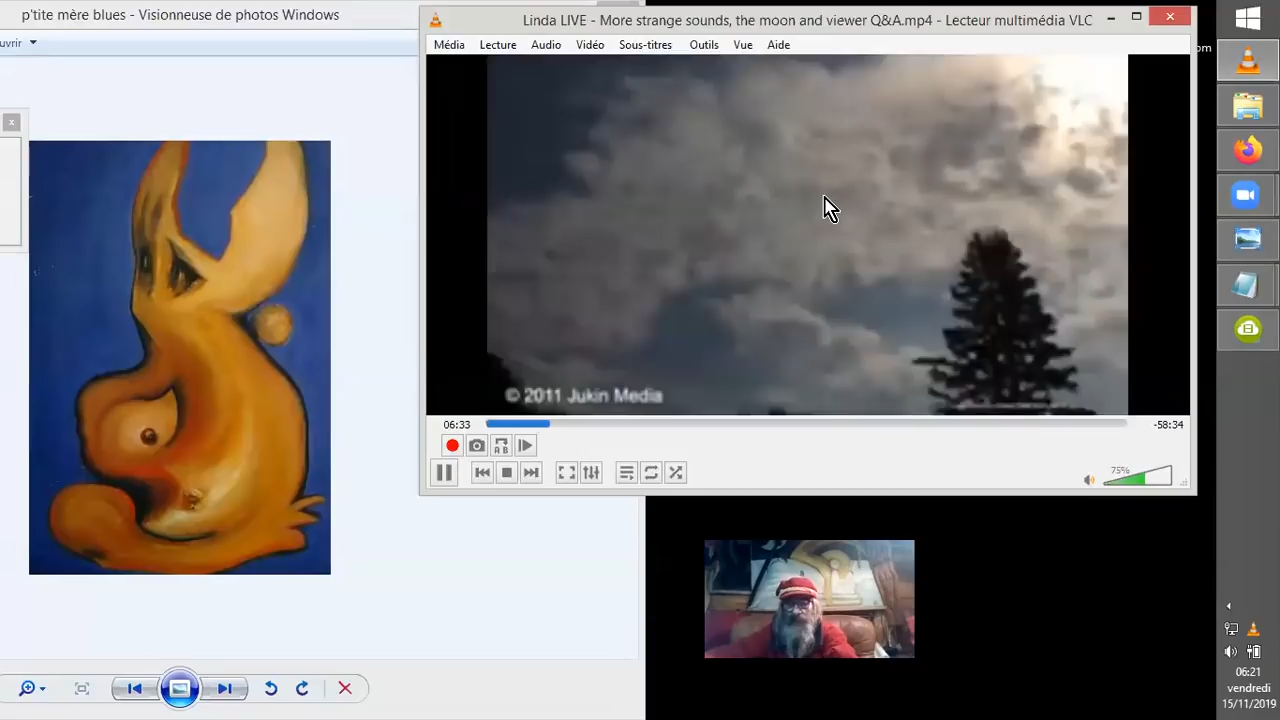 p'tite mère blues - Visionneuse de photos Windows
uvrir
x
Linda LIVE - More strange sounds, the moon and viewer Q&A.mp4 - Lecteur multimédia VLC
Média Lecture Audio Vidéo Sous-titres Outils Vue Aide
om
© 2011 Jukin Media
06:33
-58:34
A B
75%
06:21
vendredi
15/11/2019